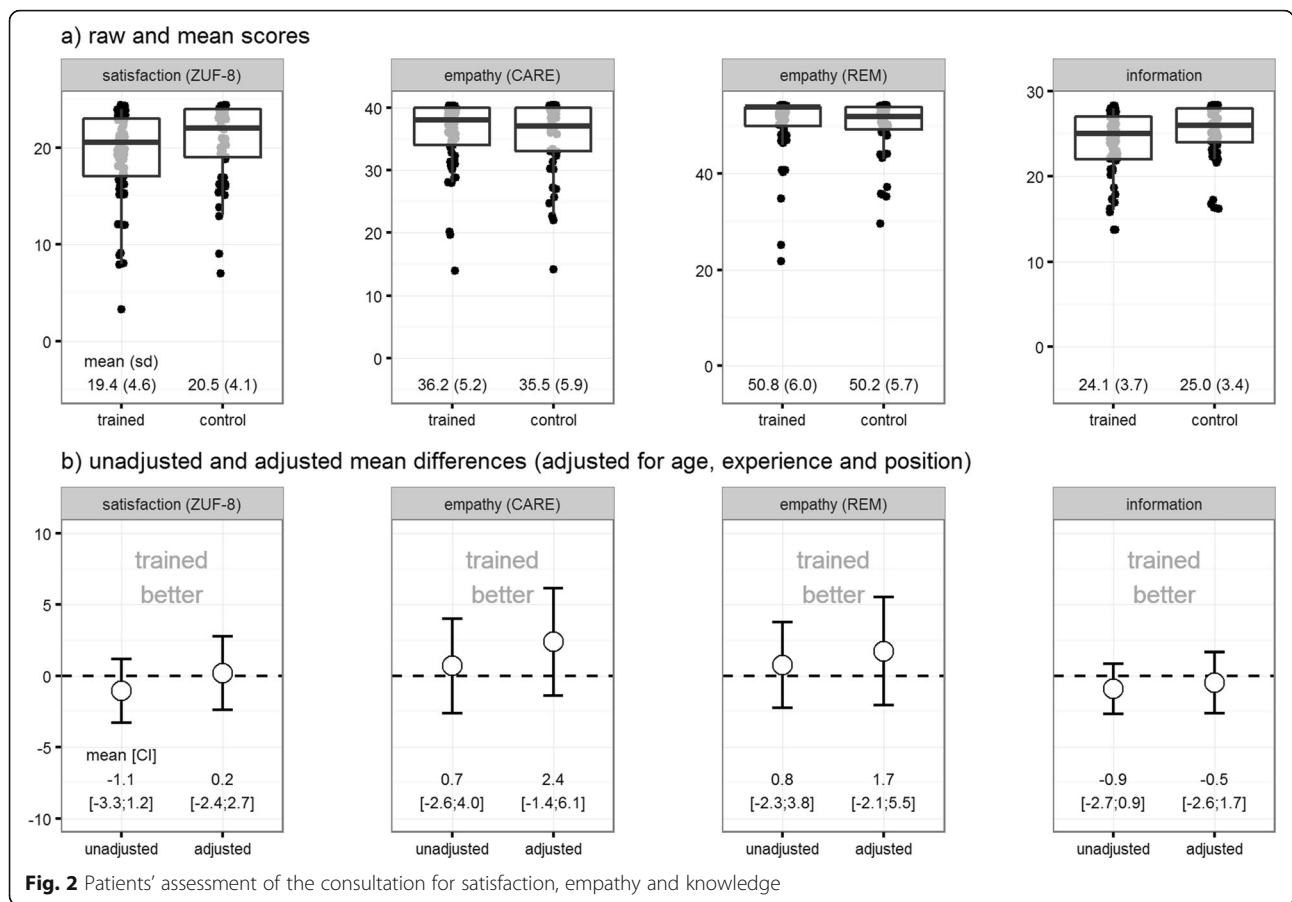 a) raw and mean scores
satisfaction (ZUF-8) empathy (CARE) empathy (REM) information
20
10
0
40
30
20
10
0
40
20
0
30
20
10
0
mean (sd)
19.4 (4.6) 20.5 (4.1) 36.2 (5.2) 35.5 (5.9) 50.8 (6.0) 50.2 (5.7) 24.1 (3.7) 25.0 (3.4)
trained control trained control trained control trained control
b) unadjusted and adjusted mean differences (adjusted for age, experience and position)
satisfaction (ZUF-8) empathy (CARE) empathy (REM) information
10
5
0
-5
-10
trained trained trained trained
better better better better
mean [CI]
-1.1 0.2 0.7 2.4 0.8 1.7 -0.9 -0.5
[-3.3;1.2] [-2.4;2.7] [-2.6;4.0] [-1.4;6.1] [-2.3;3.8] [-2.1;5.5] [-2.7;0.9] [-2.6;1.7]
unadjusted adjusted unadjusted adjusted unadjusted adjusted unadjusted adjusted
Fig. 2 Patients’ assessment of the consultation for satisfaction, empathy and knowledge